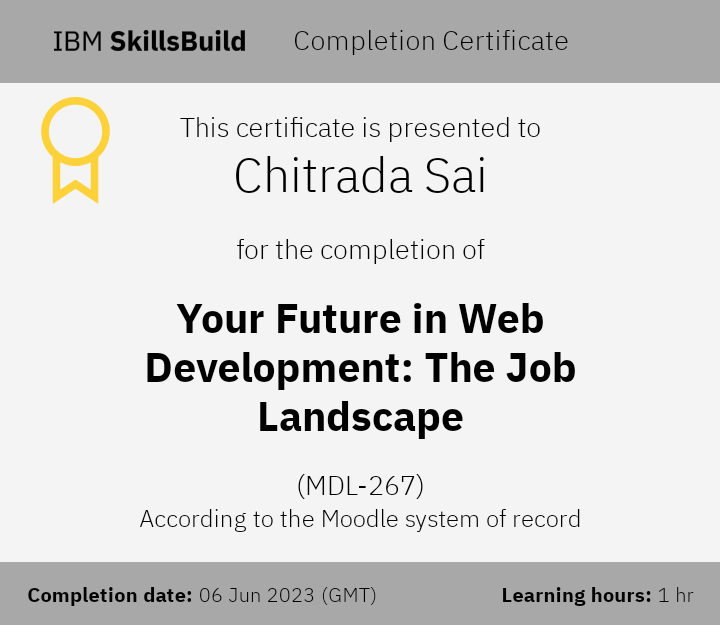 IBM SkillsBuild Completion Certificate
This certificate is presented to
Chitrada Sai
for the completion of
Your Future in Web
Development: The Job
Landscape
(MDL-267)
According to the Moodle system of record
Completion date: 06 Jun 2023 (GMT) Learning hours: 1 hr